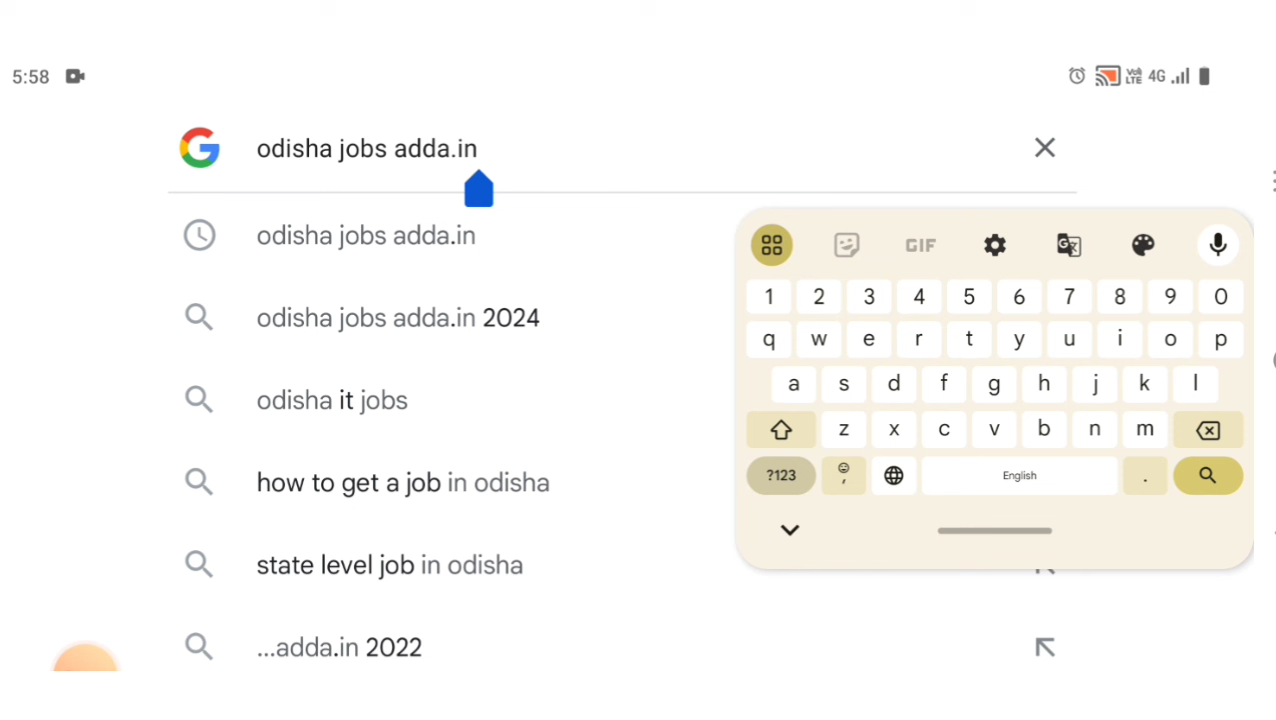 5:58
Vo) LTE 4G
odisha jobs adda.in
odisha jobs adda.in
odisha jobs adda.in 2024
odisha it jobs
how to get a job in odisha
state level job in odisha
...adda.in 2022
GIF
1 2 3 4 5 6 7 8 9 0
q w e r t y u i o p
a s d f g h j k l
z x c v b n m
?123 , English .